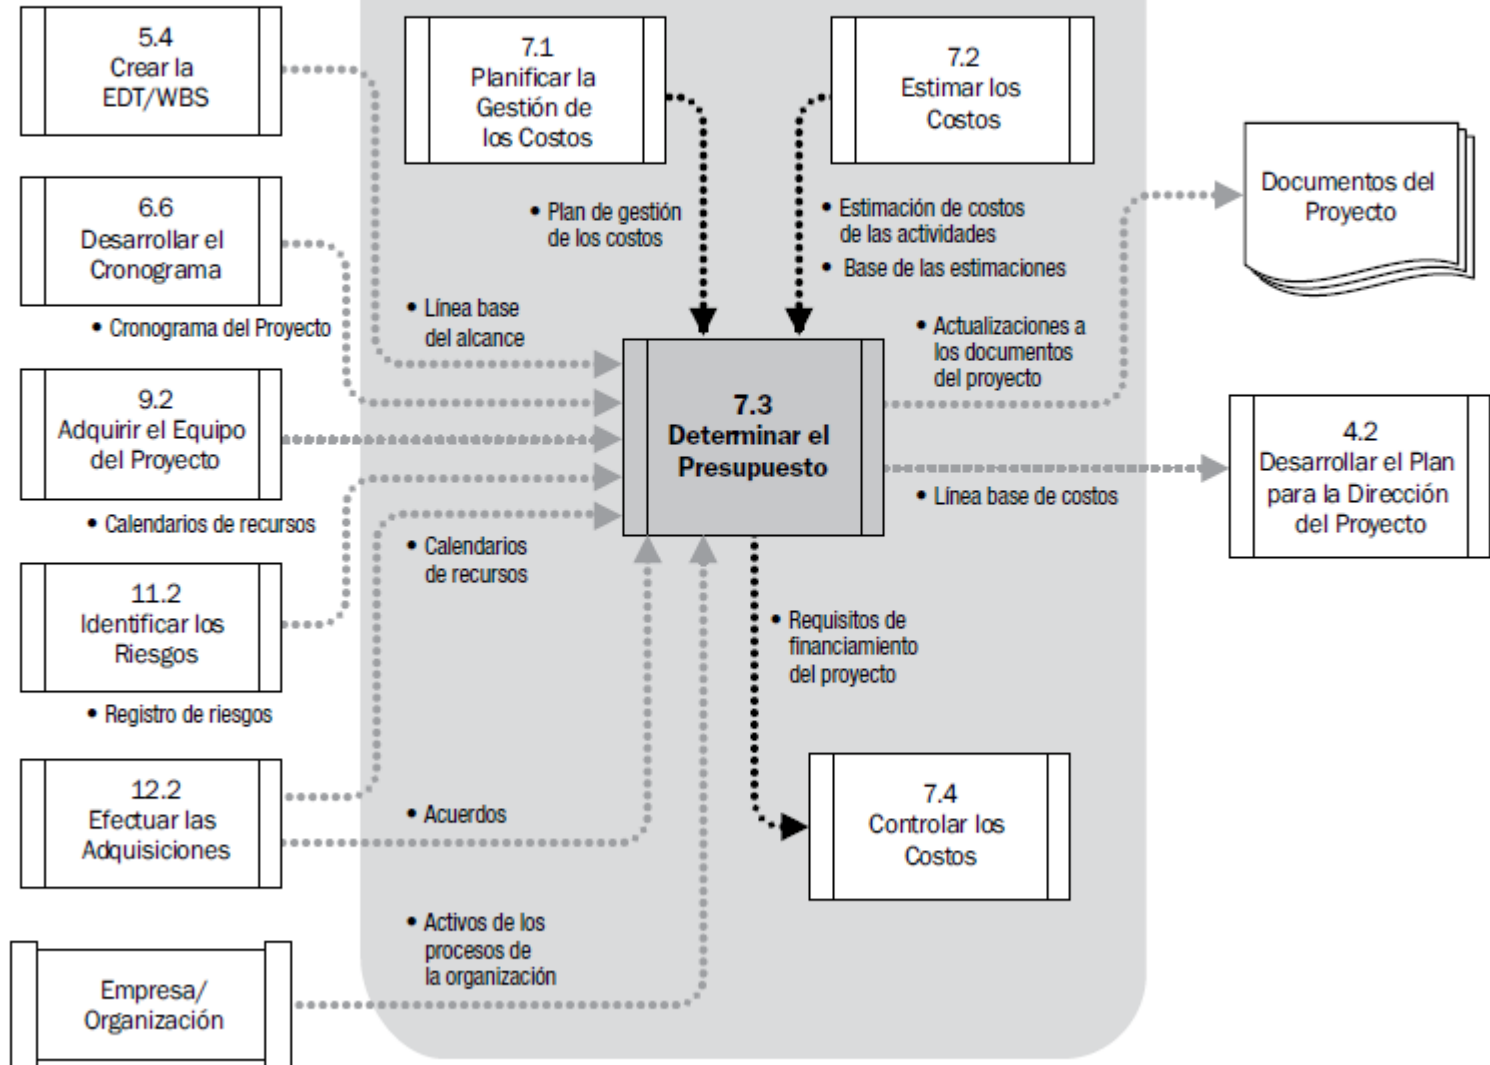 5.4
Crear la
EDT/WBS
7.1
Planificar la
Gestión de
los Costos
7.2
Estimar los
Costos
Documentos del
Proyecto
6.6
Desarrollar el
Cronograma
• Plan de gestión
de los costos
• Estimación de costos
de las actividades
• Base de las estimaciones
• Cronograma del Proyecto
• Línea base
del alcance
• Actualizaciones a
los documentos
del proyecto
9.2
Adquirir el Equipo
del Proyecto
7.3
Determinar el
Presupuesto
4.2
Desarrollar el Plan
para la Dirección
del Proyecto
• Línea base de costos
• Calendarios de recursos
• Calendarios
de recursos
11.2
Identificar los
Riesgos
• Requisitos de
financiamiento
del proyecto
• Registro de riesgos
12.2
Efectuar las
Adquisiciones
• Acuerdos
7.4
Controlar los
Costos
• Activos de los
procesos de
la organización
Empresa/
Organización